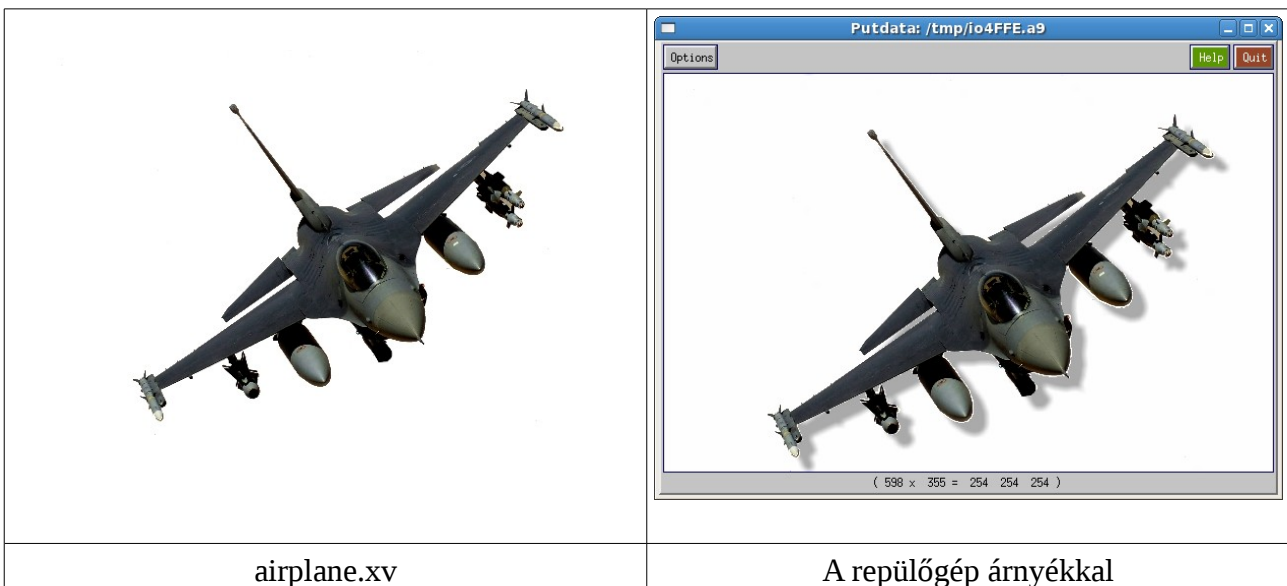 Putdata: /tmp/io4FFE.a9
Options
Help
Quit
( 598 x 355 = 254 254 254 )
airplane.xv
A repülőgép árnyékkal